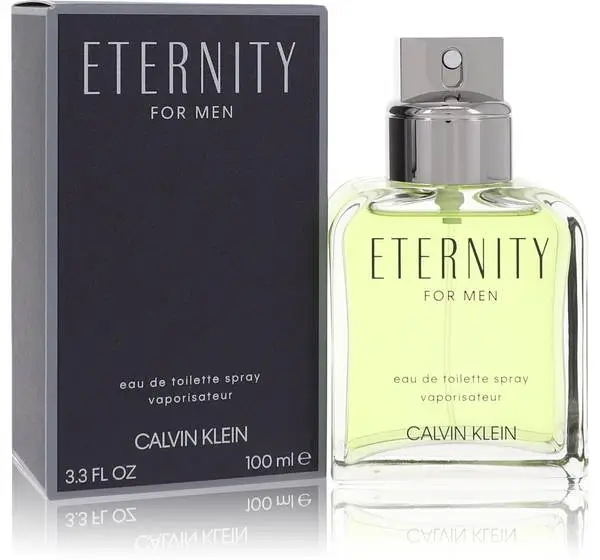 ETERNITY
FOR MEN
eau de toilette spray
vaporisateur
CALVIN KLEIN
3.3 FL OZ 100 ml ℮
ETERNITY
FOR MEN
eau de toilette spray
vaporisateur
CALVIN KLEIN